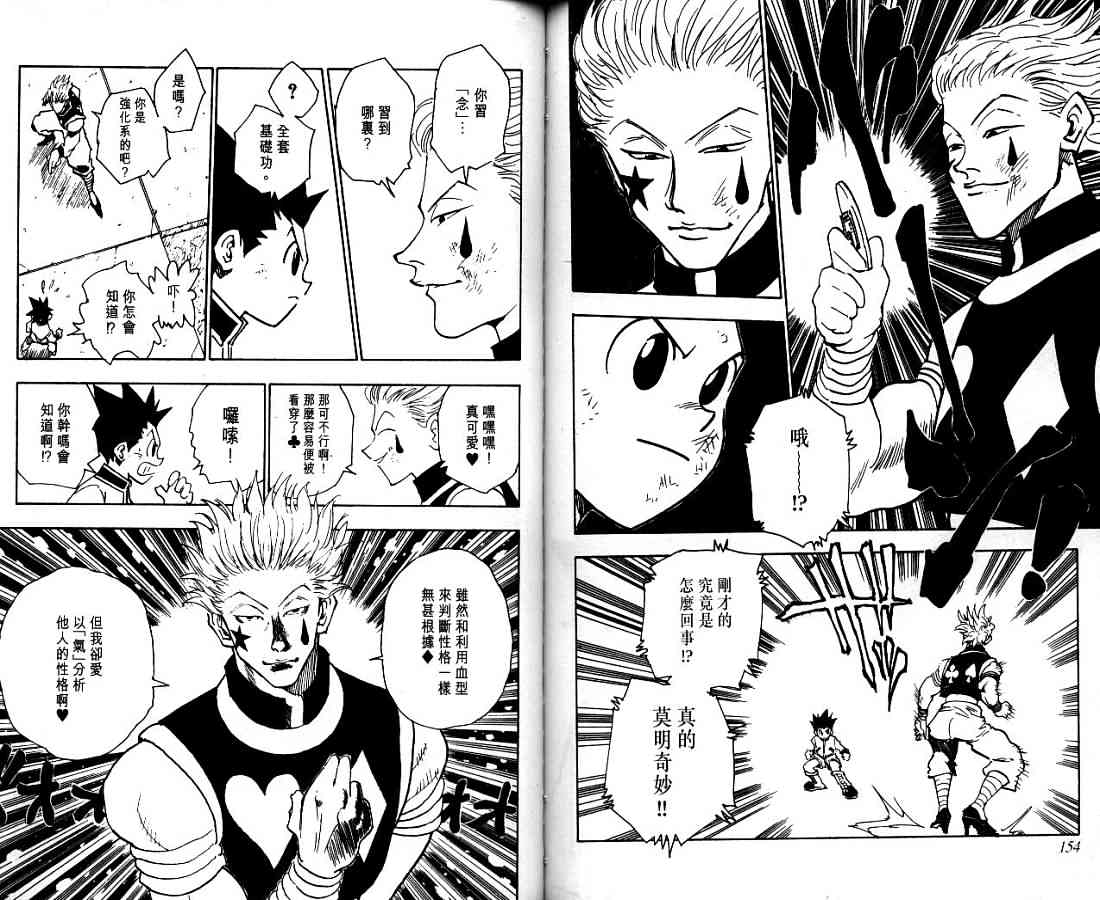 哦——!?
剛才的
究竟是
怎麼回事!?
真的
莫明奇妙!!
154
你習
「念」…
習到
哪裏?
?
全套
基礎功。
是嗎?
你是
強化系的吧?
吓!
你怎會
知道!?
嘿嘿嘿!
真可愛♥
那可不行啊!
那麼容易便被
看穿了♣
囉嗦!
你幹嗎會
知道啊!?
雖然和利用血型
來判斷性格一樣
無甚根據♦
但我卻愛
以「氣」分析
他人的性格啊♥